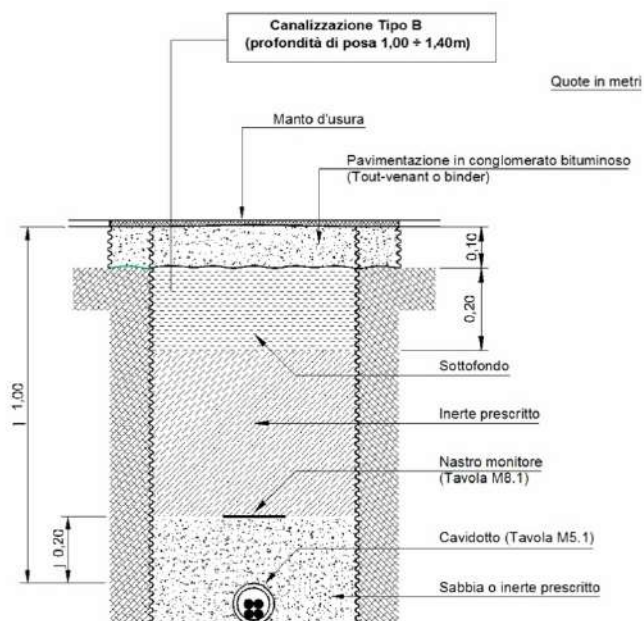 Canalizzazione Tipo B
(profondità di posa 1,00 ÷ 1,40m)
Quote in metri
Manto d'usura
Pavimentazione in conglomerato bituminoso
(Tout-venant o binder)
0,10
0,20
| 1,00
Sottofondo
Inerte prescritto
Nastro monitore
(Tavola M8.1)
| 0,20
Cavidotto (Tavola M5.1)
Sabbia o inerte prescritto